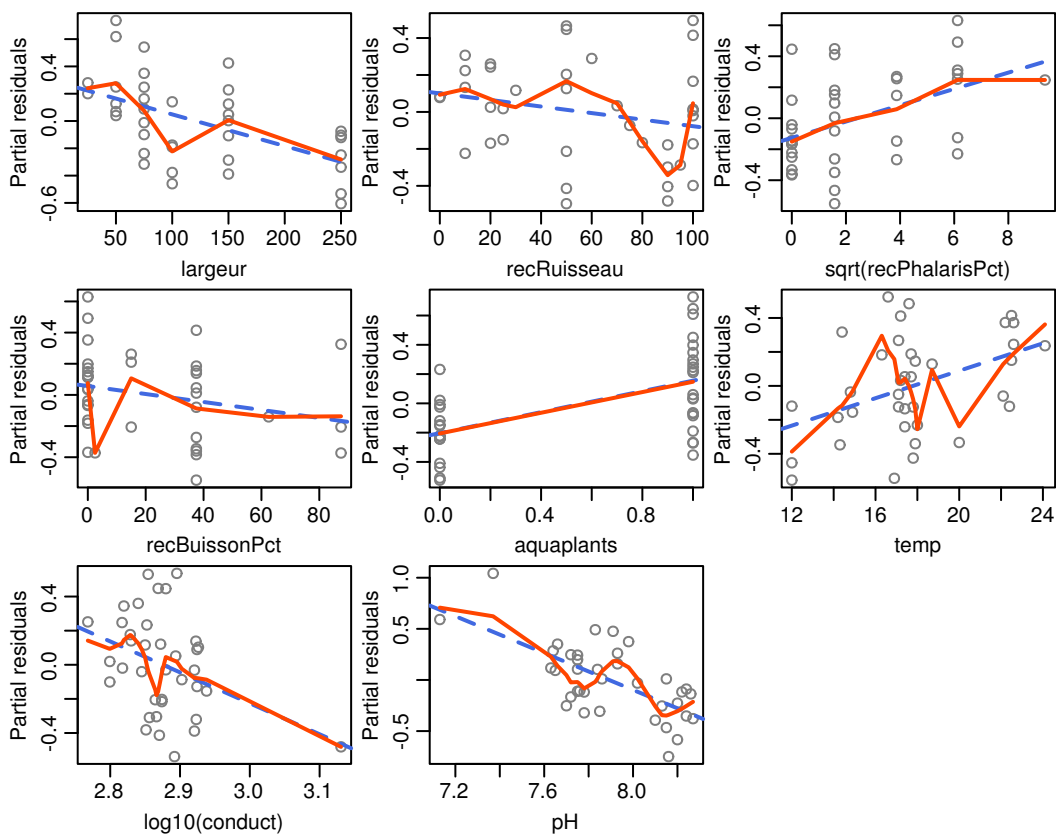 Partial residuals
-0.6 0.0 0.4
50 100 150 200 250
largeur
Partial residuals
-0.4 0.0 0.4
0 20 40 60 80 100
recRuisseau
Partial residuals
-0.4 0.0 0.4
0 2 4 6 8
sqrt(recPhalarisPct)
Partial residuals
-0.4 0.0 0.4
0 20 40 60 80
recBuissonPct
Partial residuals
-0.4 0.0 0.4
0.0 0.4 0.8
aquaplants
Partial residuals
-0.4 0.0 0.4
12 16 20 24
temp
Partial residuals
-0.4 0.0 0.4
2.8 2.9 3.0 3.1
log10(conduct)
Partial residuals
-0.5 0.5 1.0
7.2 7.6 8.0
pH